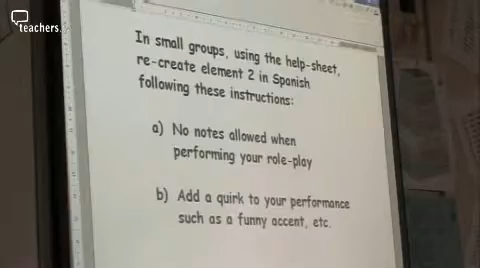 teachers.
In small groups, using the help-sheet,
re-create element 2 in Spanish
following these instructions:
a) No notes allowed when
performing your role-play
b) Add a quirk to your performance
such as a funny accent, etc.